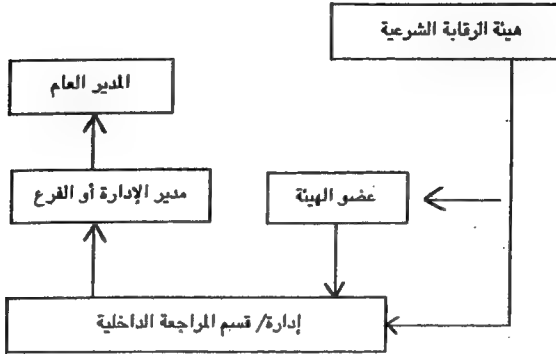 هيئة الرقابة الشرعية
المدير العام
مدير الإدارة أو الفرع
عضو الهيئة
إدارة/ قسم المراجعة الداخلية